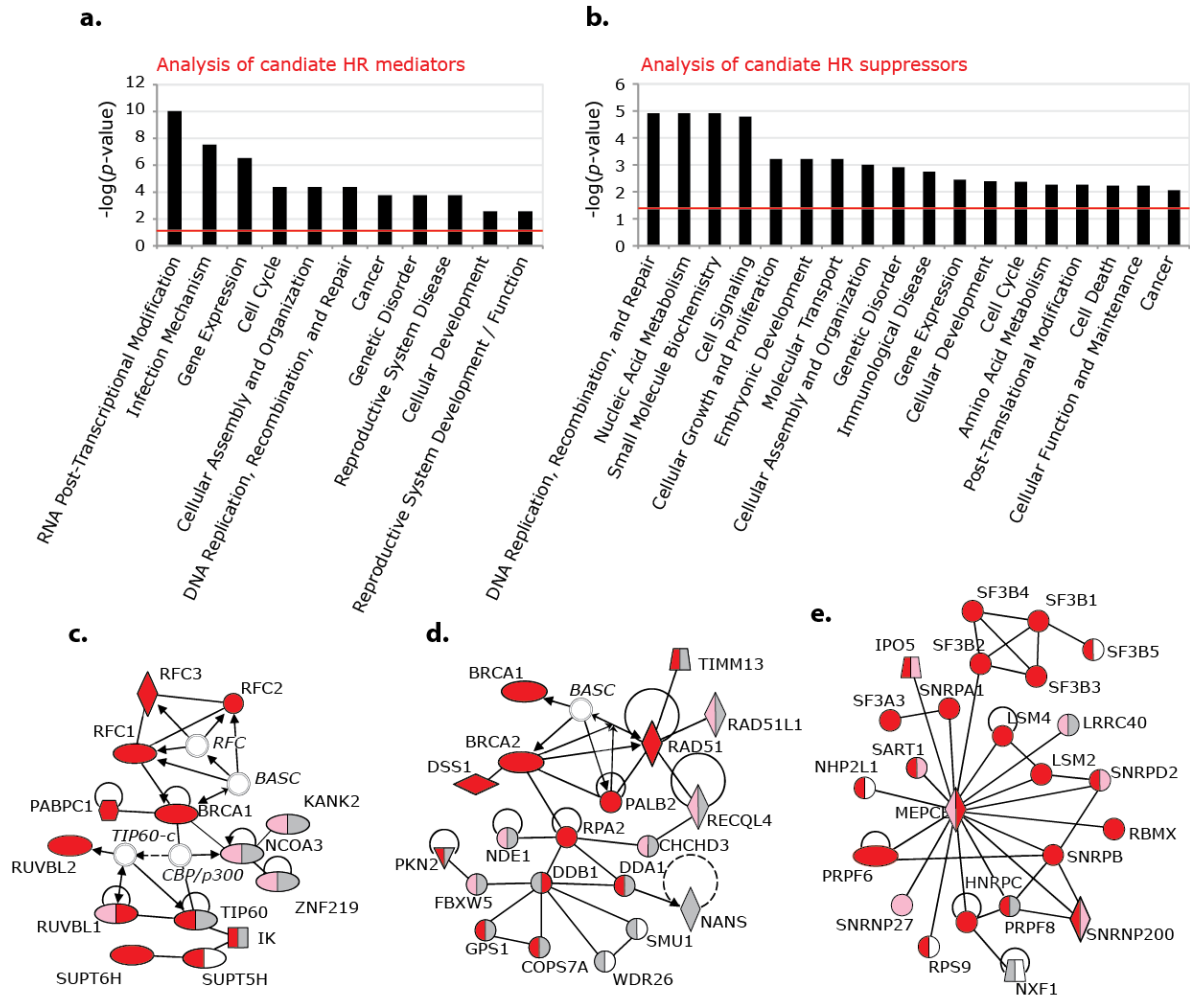 a.
Analysis of candiate HR mediators
-log(p-value)
12
10
8
6
4
2
0
RNA Post-Transcriptional Modification
Infection Mechanism
Gene Expression
Cell Cycle
Cellular Assembly and Organization
DNA Replication, Recombination, and Repair
Cancer
Genetic Disorder
Reproductive System Disease
Cellular Development
Reproductive System Development / Function
b.
Analysis of candiate HR suppressors
-log(p-value)
6
5
4
3
2
1
0
DNA Replication, Recombination, and Repair
Nucleic Acid Metabolism
Small Molecule Biochemistry
Cell Signaling
Cellular Growth and Proliferation
Embryonic Development
Molecular Transport
Cellular Assembly and Organization
Genetic Disorder
Immunological Disease
Gene Expression
Cellular Development
Cell Cycle
Amino Acid Metabolism
Post-Translational Modification
Cell Death
Cellular Function and Maintenance
Cancer
c.
RFC3
RFC2
RFC1
RFC
BASC
PABPC1
BRCA1
KANK2
TIP60-c
NCOA3
RUVBL2
CBP/p300
ZNF219
RUVBL1
TIP60
IK
SUPT6H
SUPT5H
d.
TIMM13
BRCA1
BASC
RAD51L1
BRCA2
RAD51
DSS1
PALB2
RECQL4
RPA2
NDE1
CHCHD3
PKN2
DDB1
DDA1
FBXW5
NANS
GPS1
SMU1
COPS7A
WDR26
e.
SF3B4
SF3B1
IPO5
SF3B2
SF3B5
SNRPA1
SF3B3
SF3A3
LSM4
LRRC40
SART1
LSM2
NHP2L1
SNRPD2
MEPCE
RBMX
SNRPB
PRPF6
HNRPC
SNRNP27
PRPF8
SNRNP200
RPS9
NXF1